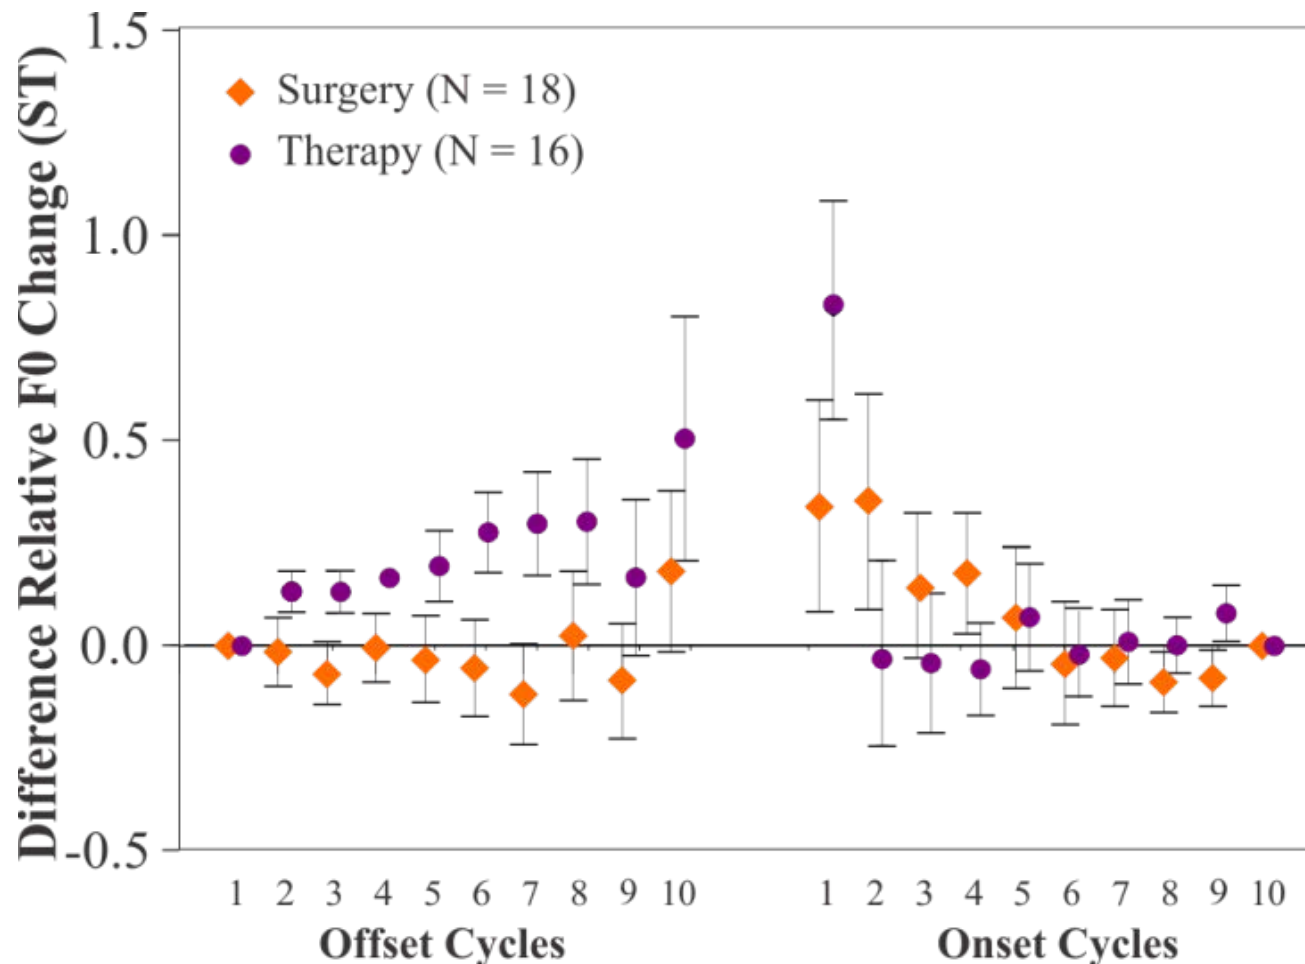 Difference Relative F0 Change (ST)
1.5
1.0
0.5
0.0
-0.5
Surgery (N = 18)
Therapy (N = 16)
1 2 3 4 5 6 7 8 9 10 1 2 3 4 5 6 7 8 9 10
Offset Cycles Onset Cycles